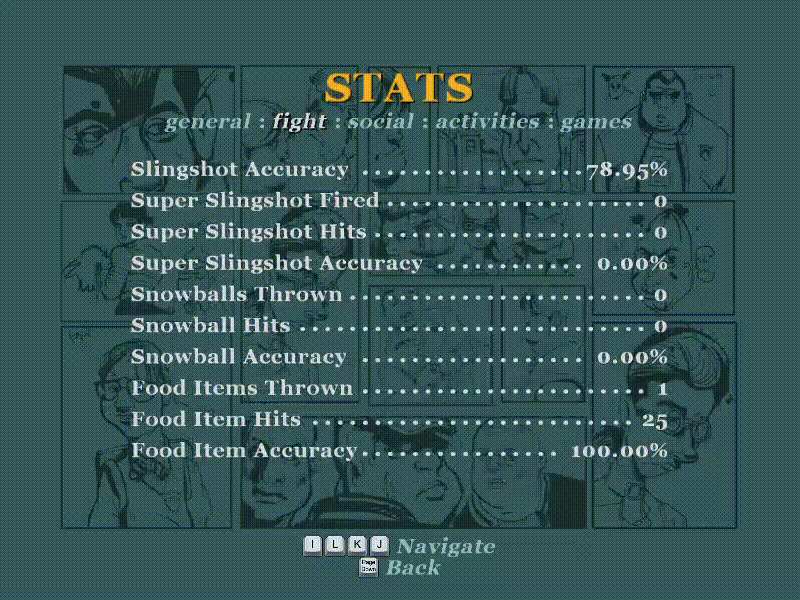 STATS
general : fight : social : activities : games
Slingshot Accuracy .................. 78.95%
Super Slingshot Fired ...................... 0
Super Slingshot Hits ....................... 0
Super Slingshot Accuracy ............ 0.00%
Snowballs Thrown ......................... 0
Snowball Hits ............................. 0
Snowball Accuracy .................. 0.00%
Food Items Thrown ....................... 1
Food Item Hits .......................... 25
Food Item Accuracy ................ 100.00%
I L K J Navigate
Page Down Back